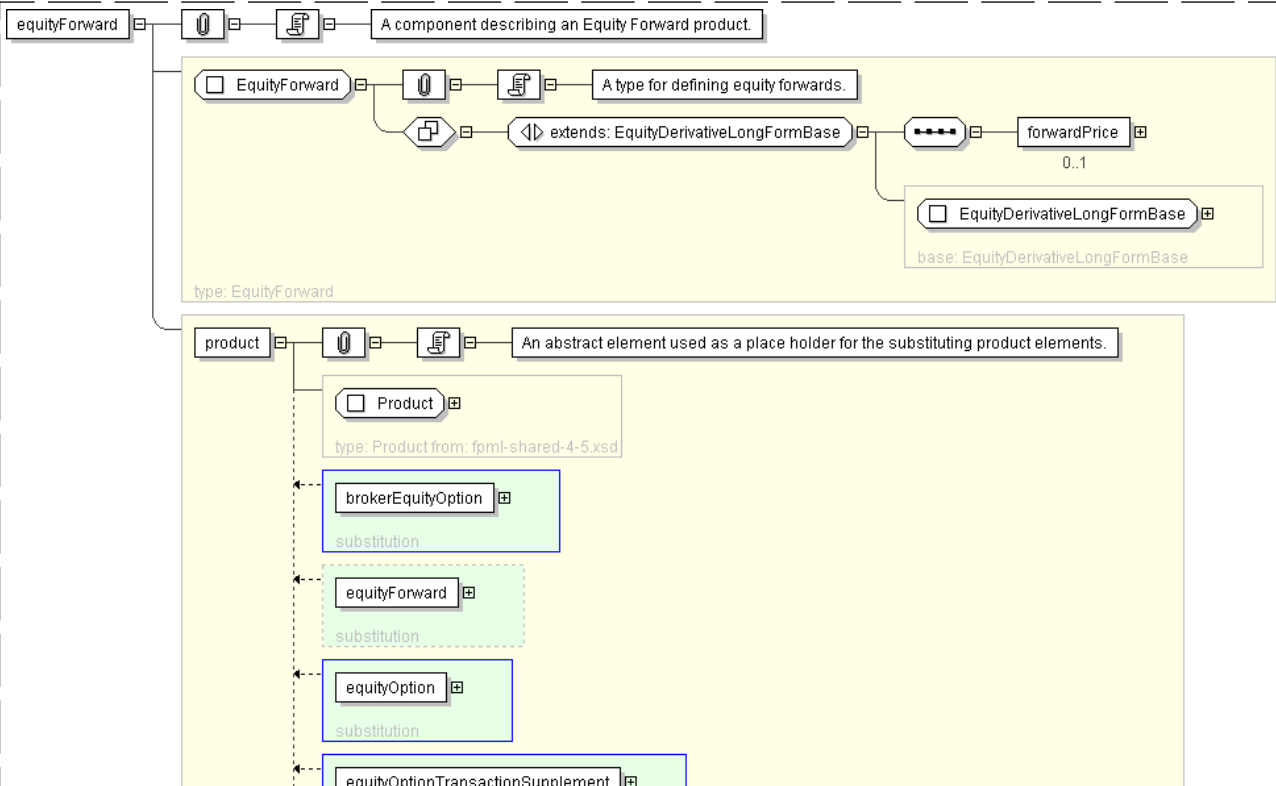 equityForward
A component describing an Equity Forward product.
EquityForward
A type for defining equity forwards.
extends: EquityDerivativeLongFormBase
forwardPrice
0..1
EquityDerivativeLongFormBase
base: EquityDerivativeLongFormBase
type: EquityForward
product
An abstract element used as a place holder for the substituting product elements.
Product
type: Product from: fpml-shared-4-5.xsd
brokerEquityOption
substitution
equityForward
substitution
equityOption
substitution
equityOptionTransactionSupplement